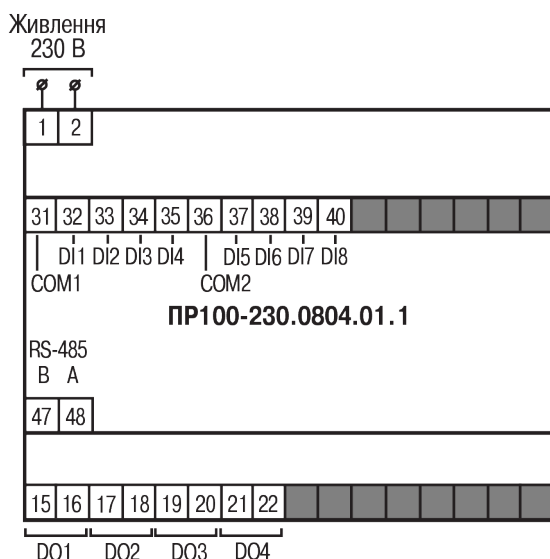 Живлення
230 В
1 2
31 32 33 34 35 36 37 38 39 40
DI1 DI2 DI3 DI4 DI5 DI6 DI7 DI8
COM1 COM2
ПР100-230.0804.01.1
RS-485
B A
47 48
15 16 17 18 19 20 21 22
DO1 DO2 DO3 DO4